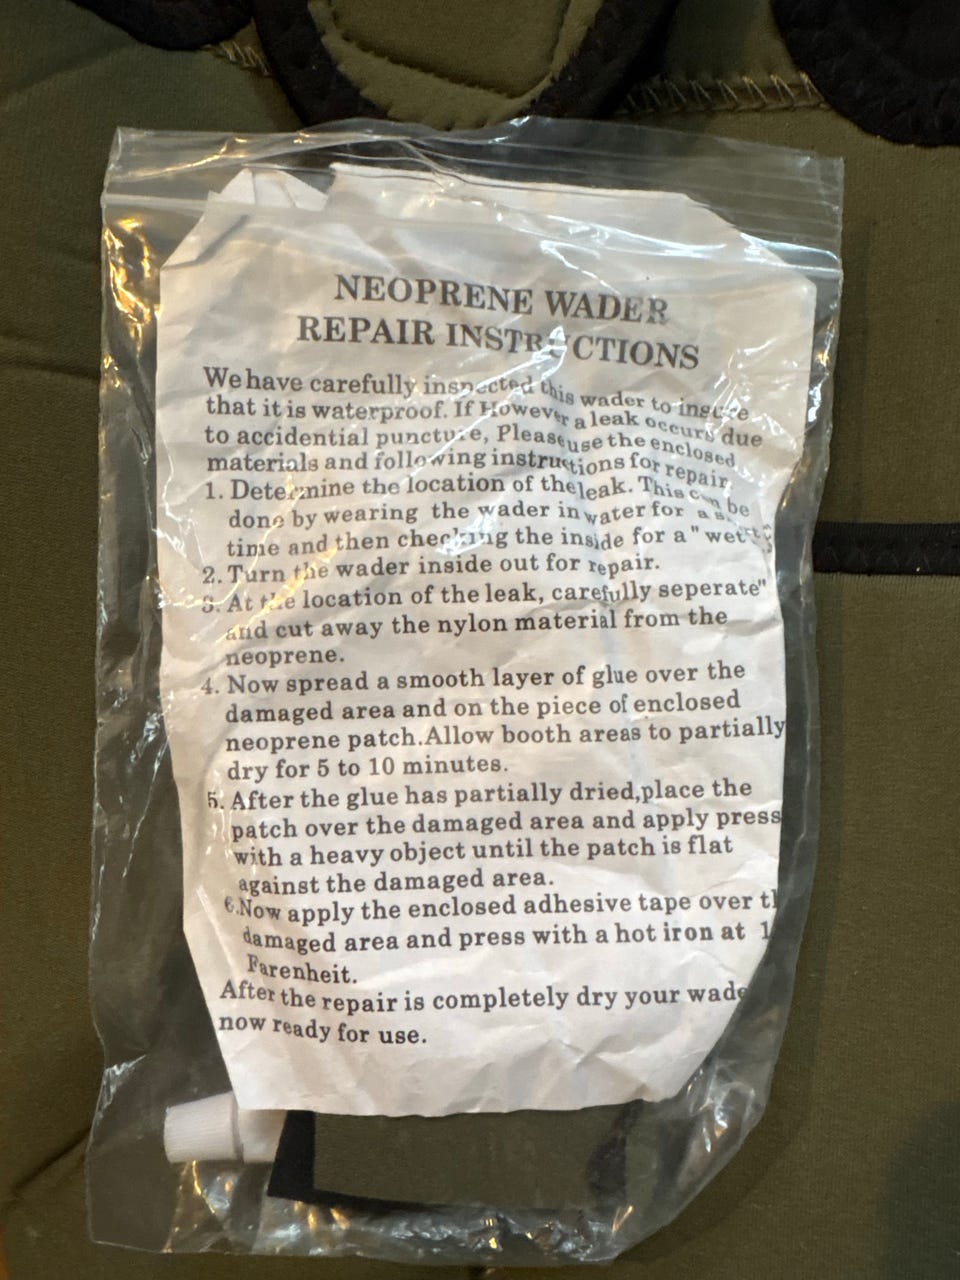 NEOPRENE WADER
REPAIR INSTRUCTIONS
We have carefully inspected this wader to insure
that it is waterproof. If However a leak occurs due
to accidential puncture, Please use the enclosed
materials and following instructions for repair
1. Determine the location of the leak. This can be
done by wearing the wader in water for a
time and then checking the inside for a "wet
2. Turn the wader inside out for repair.
3. At the location of the leak, carefully seperate"
and cut away the nylon material from the
neoprene.
4. Now spread a smooth layer of glue over the
damaged area and on the piece of enclosed
neoprene patch.Allow booth areas to partially
dry for 5 to 10 minutes.
5. After the glue has partially dried,place the
patch over the damaged area and apply press
with a heavy object until the patch is flat
against the damaged area.
6.Now apply the enclosed adhesive tape over
damaged area and press with a hot iron at
Farenheit.
After the repair is completely dry your
now ready for use.